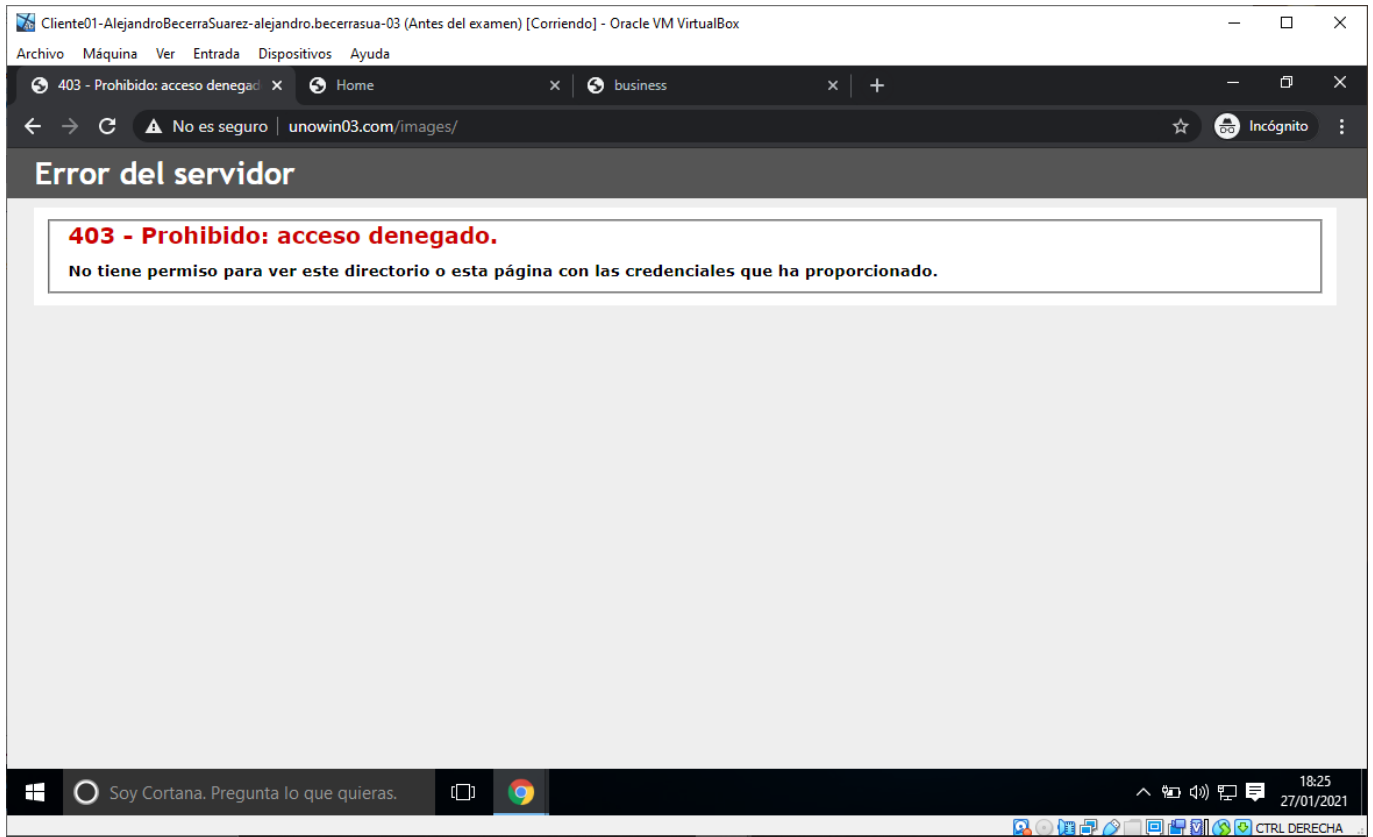 Cliente01-AlejandroBecerraSuarez-alejandro.becerrasua-03 (Antes del examen) [Corriendo] - Oracle VM VirtualBox
Archivo Máquina Ver Entrada Dispositivos Ayuda
403 - Prohibido: acceso denegad Home business
No es seguro unowin03.com/images/ Incógnito
Error del servidor
403 - Prohibido: acceso denegado.
No tiene permiso para ver este directorio o esta página con las credenciales que ha proporcionado.
Soy Cortana. Pregunta lo que quieras.
18:25
27/01/2021
CTRL DERECHA